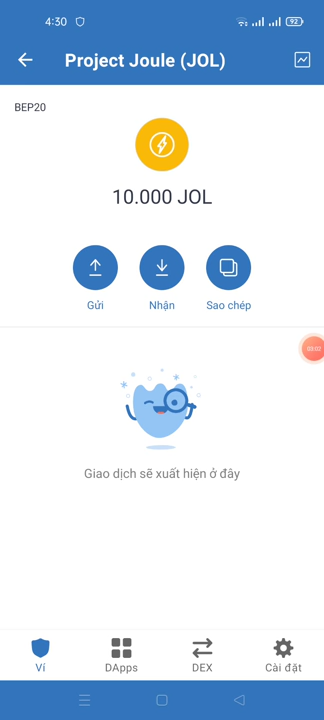 4:30
92
Project Joule (JOL)
BEP20
10.000 JOL
Gửi
Nhận
Sao chép
03:02
Giao dịch sẽ xuất hiện ở đây
Ví
DApps
DEX
Cài đặt